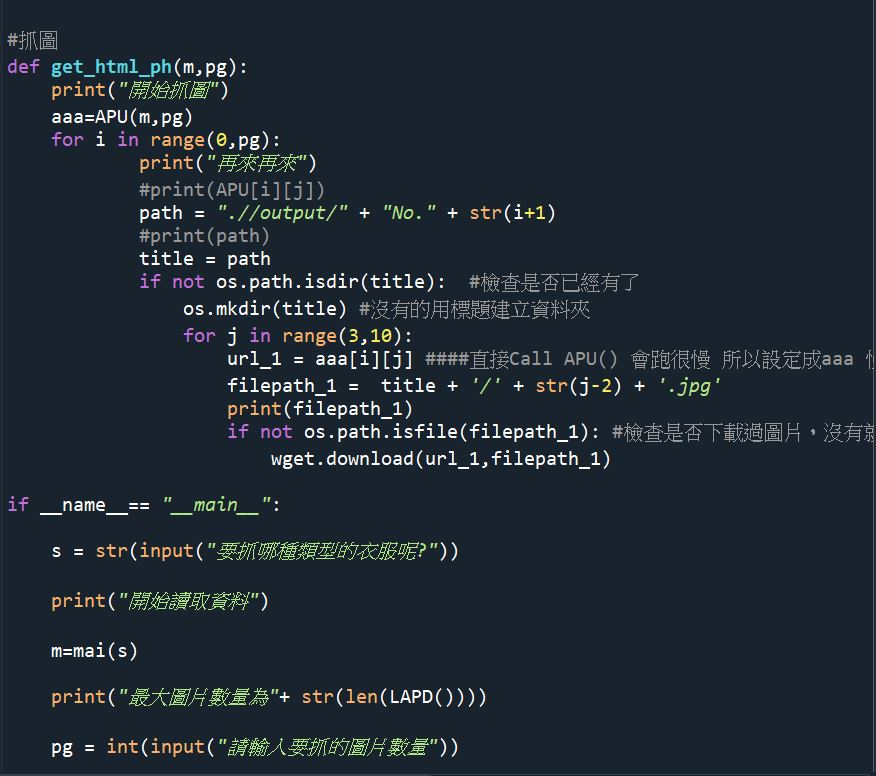 #抓圖
def get_html_ph(m,pg):
    print("開始抓圖")
    aaa=APU(m,pg)
    for i in range(0,pg):
            print("再來再來")
            #print(APU[i][j])
            path = ".//output/" + "No." + str(i+1)
            #print(path)
            title = path
            if not os.path.isdir(title):  #檢查是否已經有了
                os.mkdir(title) #沒有的用標題建立資料夾
                for j in range(3,10):
                    url_1 = aaa[i][j] ####直接Call APU() 會跑很慢 所以設定成aaa
                    filepath_1 =  title + '/' + str(j-2) + '.jpg'
                    print(filepath_1)
                    if not os.path.isfile(filepath_1): #檢查是否下載過圖片，沒有就
                        wget.download(url_1,filepath_1)
if __name__== "__main__":
    s = str(input("要抓哪種類型的衣服呢?"))
    print("開始讀取資料")
    m=mai(s)
    print("最大圖片數量為"+ str(len(LAPD())))
    pg = int(input("請輸入要抓的圖片數量"))